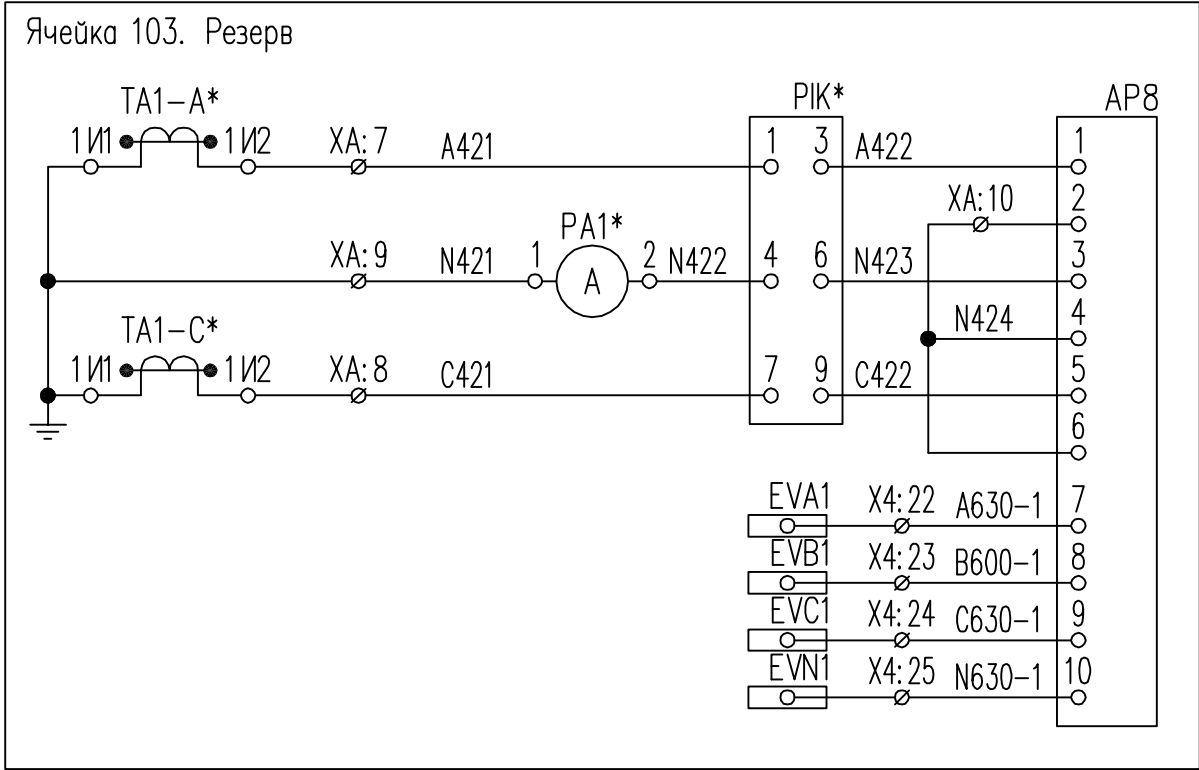 Ячейка 103. Резерв
TA1-A*
PIK*
AP8
1И1
1И2
XA:7
A421
1
3
A422
1
XA:10
2
PA1*
XA:9
N421
1
A
2
N422
4
6
N423
3
TA1-C*
N424
4
1И1
1И2
XA:8
C421
7
9
C422
5
6
EVA1
X4:22
A630-1
7
EVB1
X4:23
B600-1
8
EVC1
X4:24
C630-1
9
EVN1
X4:25
N630-1
10